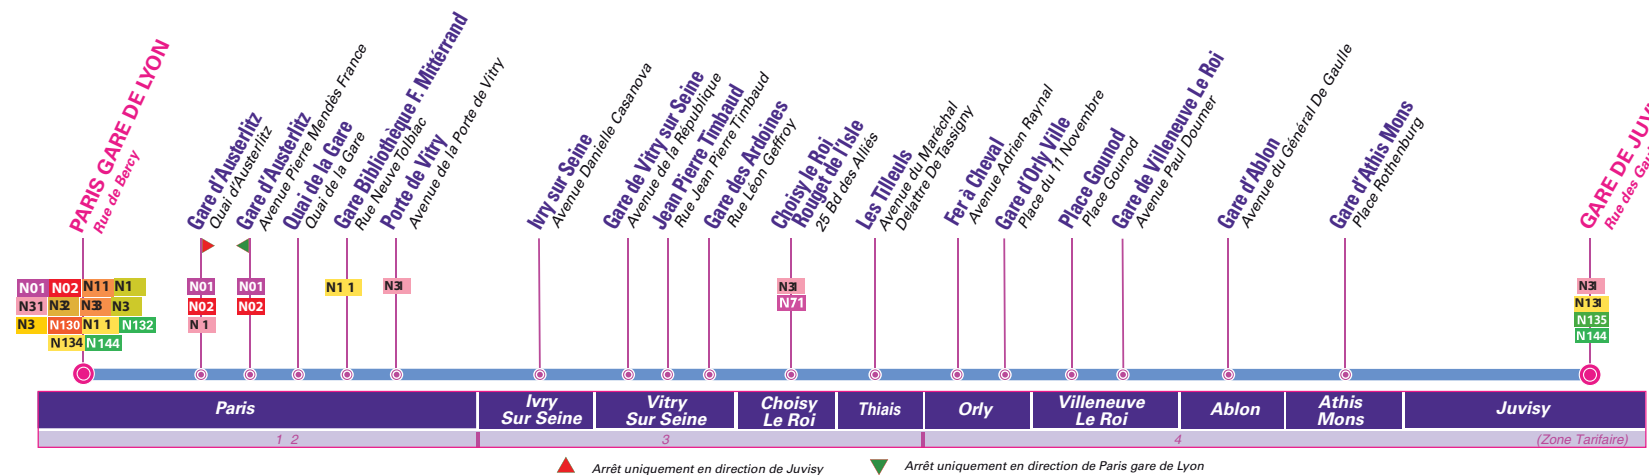 PARIS GARE DE LYON
Rue de Bercy
Gare d'Austerlitz
Quai d'Austerlitz
Gare d'Austerlitz
Avenue Pierre Mendès France
Quai de la Gare
Quai de la Gare
Gare Bibliothèque F. Mittérrand
Rue Neuve Tolbiac
Porte de Vitry
Avenue de la Porte de Vitry
Ivry sur Seine
Avenue Danielle Casanova
Gare de Vitry sur Seine
Avenue de la République
Jean Pierre Timbaud
Rue Jean Pierre Timbaud
Gare des Ardoines
Rue Léon Geffroy
Choisy le Roi
Rouget de l'Isle
25 Bd des Alliés
Les Tilleuls
Avenue du Maréchal
Delattre De Tassigny
Fer à Cheval
Avenue Adrien Raynal
Gare d'Orly Ville
Place du 11 Novembre
Place Gounod
Place Gounod
Gare de Villeneuve Le Roi
Avenue Paul Doumer
Gare d'Ablon
Avenue du Général De Gaulle
Gare d'Athis Mons
Place Rothenburg
GARE DE JUV
Rue des Gau
N01 N02 N11 N1
N31 N32 N33 N3
N3 N130 N1 1 N132
N134 N144
N01
N02
N 1
N01
N02
N1 1
N31
N31
N71
N31
N131
N135
N144
Paris
Ivry
Sur Seine
Vitry
Sur Seine
Choisy
Le Roi
Thiais
Orly
Villeneuve
Le Roi
Ablon
Athis
Mons
Juvisy
1 2
3
4
(Zone Tarifaire)
Arrêt uniquement en direction de Juvisy
Arrêt uniquement en direction de Paris gare de Lyon